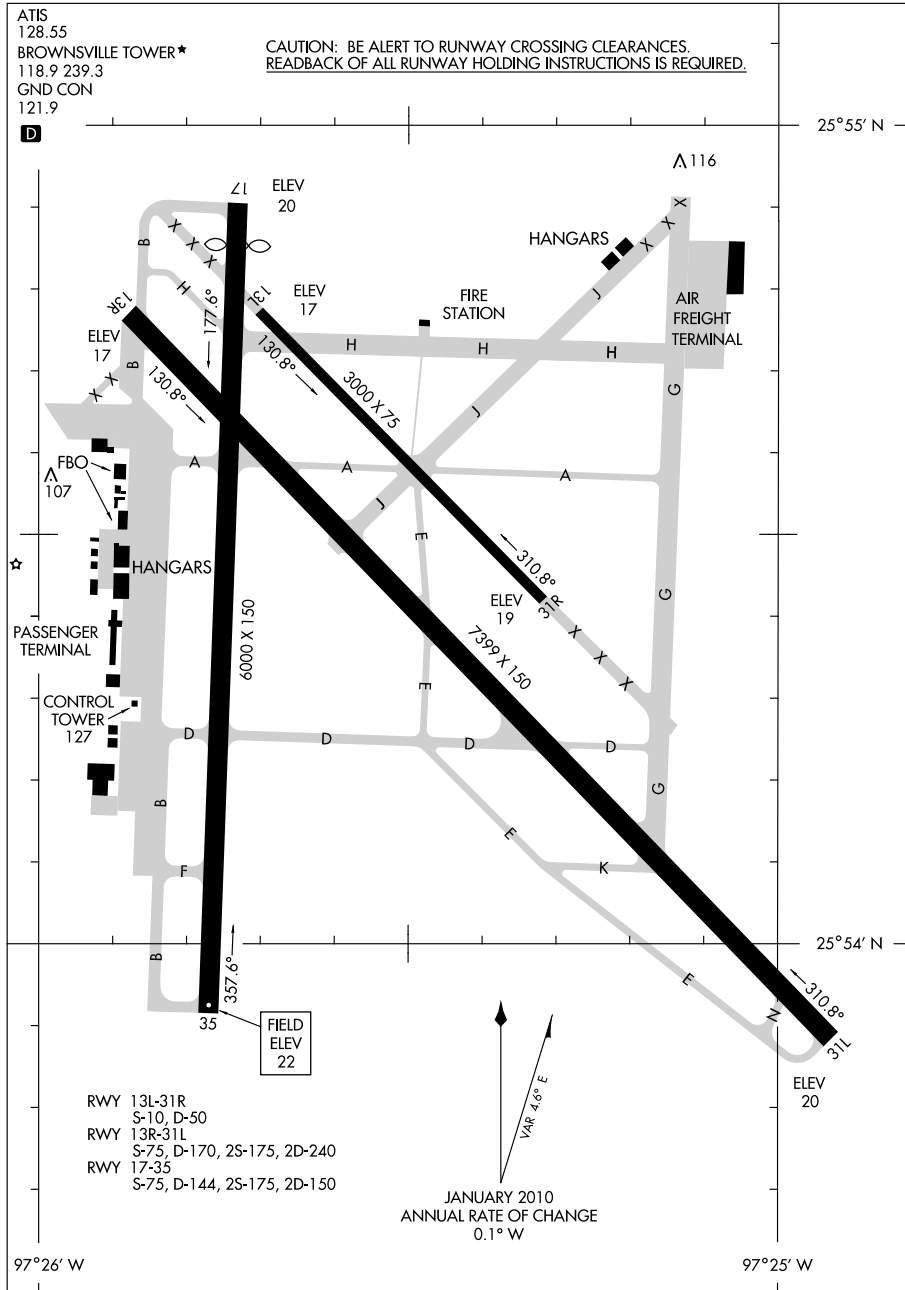 ATIS
128.55
BROWNSVILLE TOWER★
118.9 239.3
GND CON
121.9
D
CAUTION: BE ALERT TO RUNWAY CROSSING CLEARANCES.
READBACK OF ALL RUNWAY HOLDING INSTRUCTIONS IS REQUIRED.
25°55' N
116
17
ELEV
20
X
X
X
B
HANGARS
X
X
X
H
13L
ELEV
17
FIRE
STATION
J
AIR
FREIGHT
TERMINAL
13R
ELEV
17
177.6°
H
H
H
B
130.8°
130.8°
3000 X 75
X
X
G
J
A
A
A
FBO
107
J
E
310.8°
HANGARS
ELEV
19
31R
G
PASSENGER
TERMINAL
6000 X 150
7399 X 150
X
X
X
E
CONTROL
TOWER
127
D
D
D
D
B
G
E
F
K
25°54' N
B
357.6°
E
310.8°
N
35
31L
FIELD
ELEV
22
ELEV
20
VAR 4.6° E
RWY 13L-31R
S-10, D-50
RWY 13R-31L
S-75, D-170, 2S-175, 2D-240
RWY 17-35
S-75, D-144, 2S-175, 2D-150
JANUARY 2010
ANNUAL RATE OF CHANGE
0.1° W
97°26' W
97°25' W